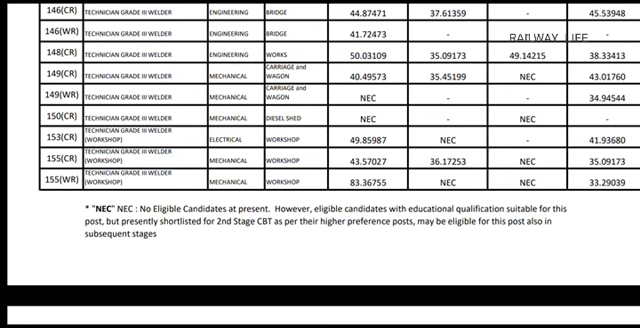 146(CR) TECHNICIAN GRADE III WELDER ENGINEERING BRIDGE 44.87471 37.61359 - 45.53948
146(WR) TECHNICIAN GRADE III WELDER ENGINEERING BRIDGE 41.72473 - - -
RAILWAY LIFE
148(CR) TECHNICIAN GRADE III WELDER ENGINEERING WORKS 50.03109 35.09173 49.14215 38.33413
149(CR) TECHNICIAN GRADE III WELDER MECHANICAL CARRIAGE and WAGON 40.49573 35.45199 NEC 43.01760
149(WR) TECHNICIAN GRADE III WELDER MECHANICAL CARRIAGE and WAGON NEC - - 34.94544
150(CR) TECHNICIAN GRADE III WELDER MECHANICAL DIESEL SHED NEC - NEC -
153(CR) TECHNICIAN GRADE III WELDER (WORKSHOP) ELECTRICAL WORKSHOP 49.85987 NEC - 41.93680
155(CR) TECHNICIAN GRADE III WELDER (WORKSHOP) MECHANICAL WORKSHOP 43.57027 36.17253 NEC 35.09173
155(WR) TECHNICIAN GRADE III WELDER (WORKSHOP) MECHANICAL WORKSHOP 83.36755 NEC NEC 33.29039
* "NEC" NEC : No Eligible Candidates at present. However, eligible candidates with educational qualification suitable for this
post, but presently shortlisted for 2nd Stage CBT as per their higher preference posts, may be eligible for this post also in
subsequent stages